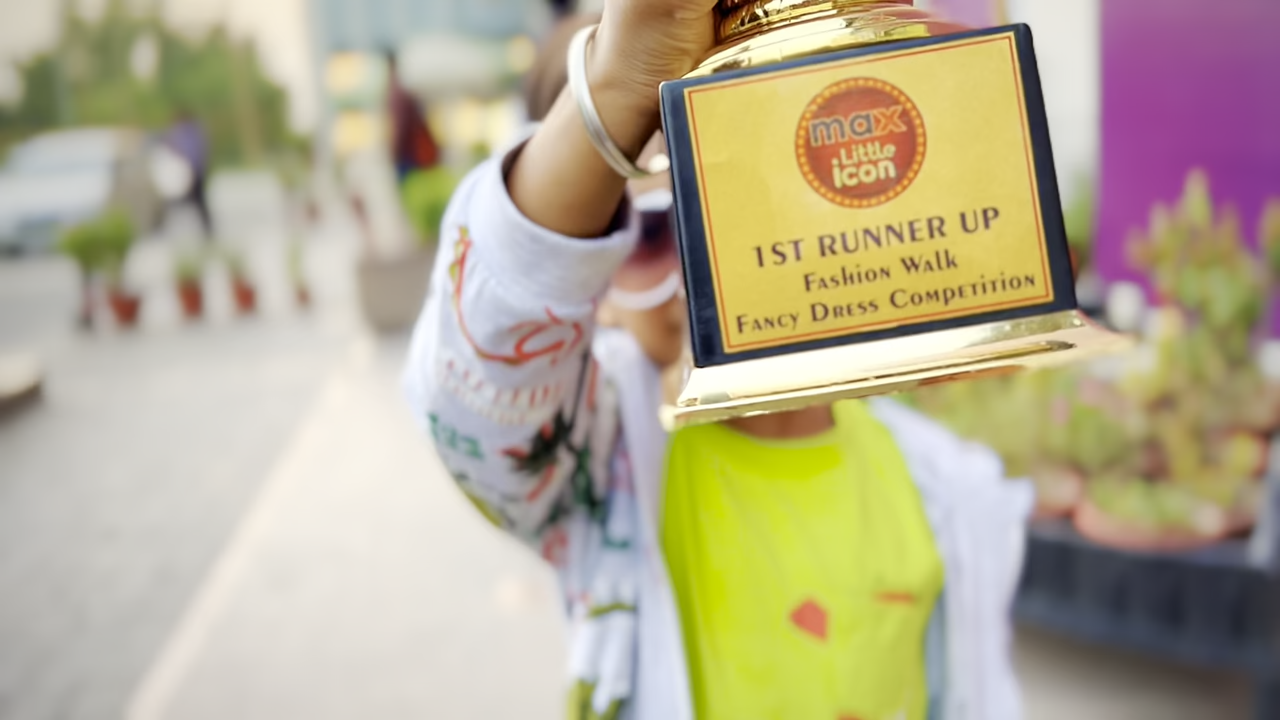 max
Little
icon
1ST RUNNER UP
Fashion Walk
Fancy Dress Competition